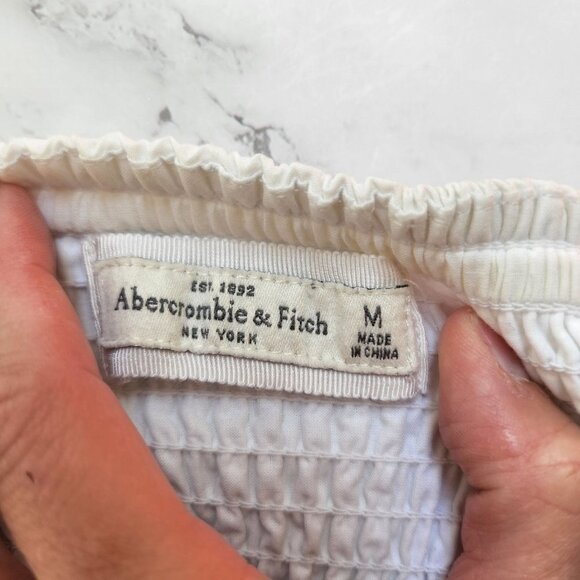 EST. 1892
Abercrombie & Fitch
NEW YORK
M
MADE
IN CHINA